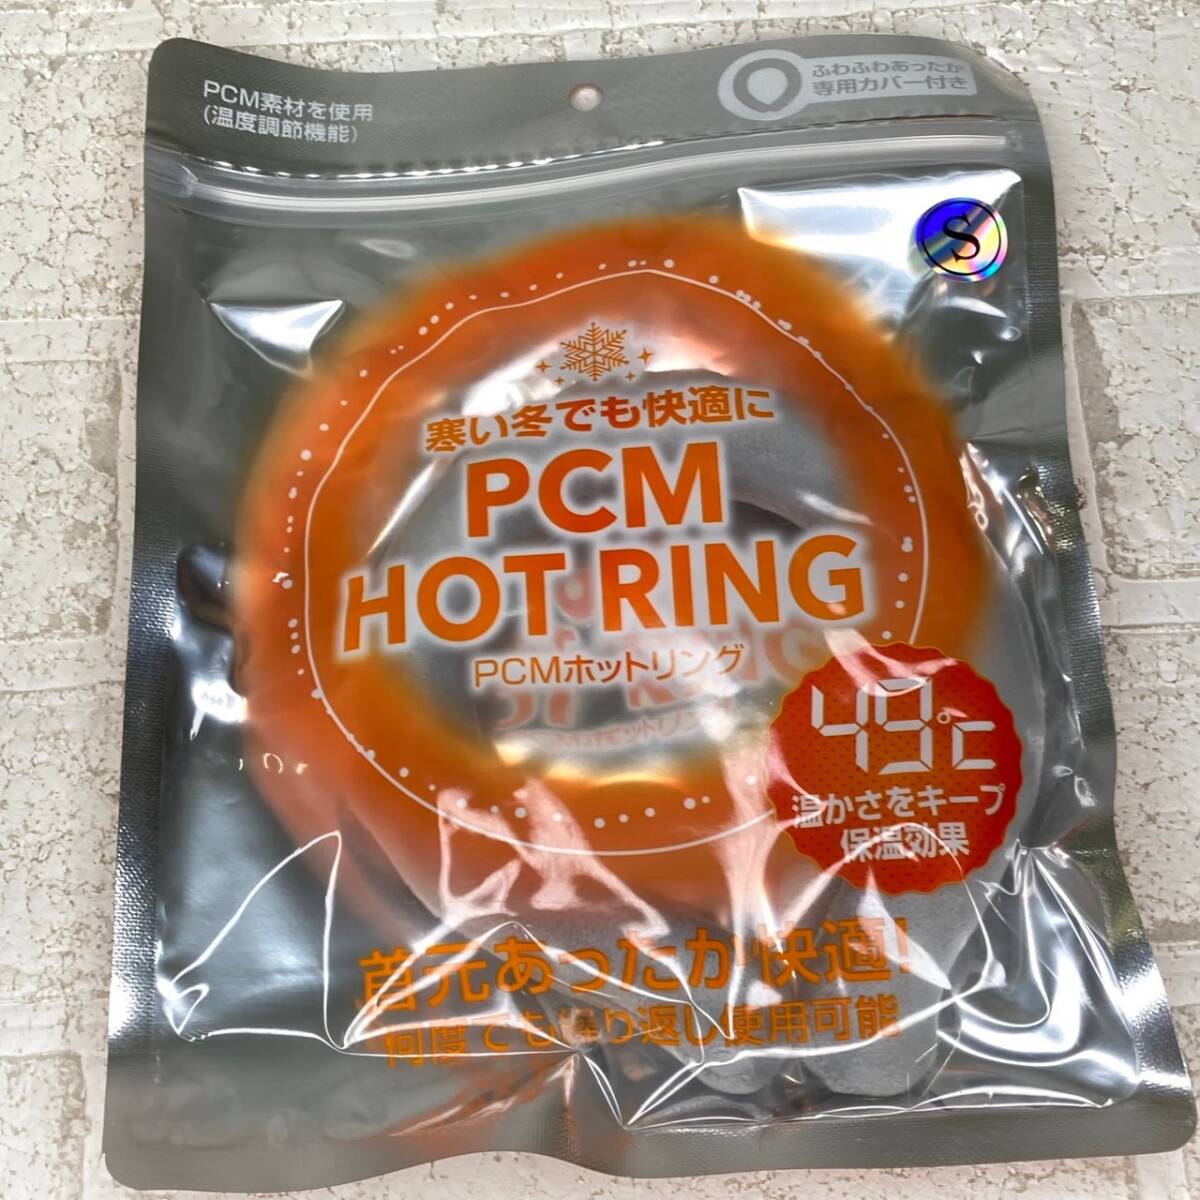 PCM素材を使用
(温度調節機能)
ふわふわあったか
専用カバー付き
S
寒い冬でも快適に
PCM
HOT RING
PCMホットリング
49℃
温かさをキープ
保温効果
首元あったか快適!
何度でも繰り返し使用可能